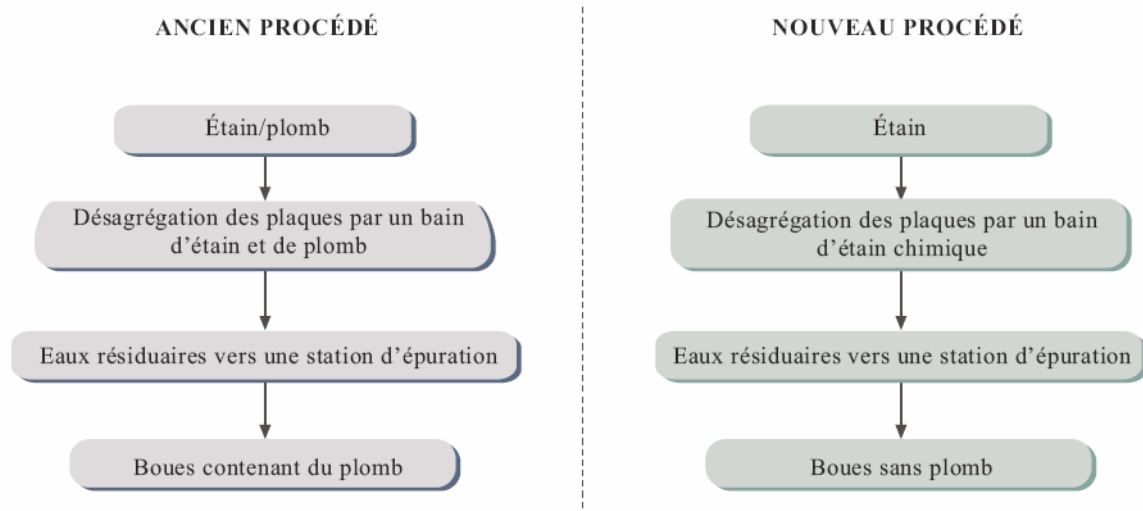 ANCIEN PROCÉDÉ
Étain/plomb
Désagrégation des plaques par un bain
d’étain et de plomb
Eaux résiduaires vers une station d’épuration
Boues contenant du plomb
NOUVEAU PROCÉDÉ
Étain
Désagrégation des plaques par un bain
d’étain chimique
Eaux résiduaires vers une station d’épuration
Boues sans plomb